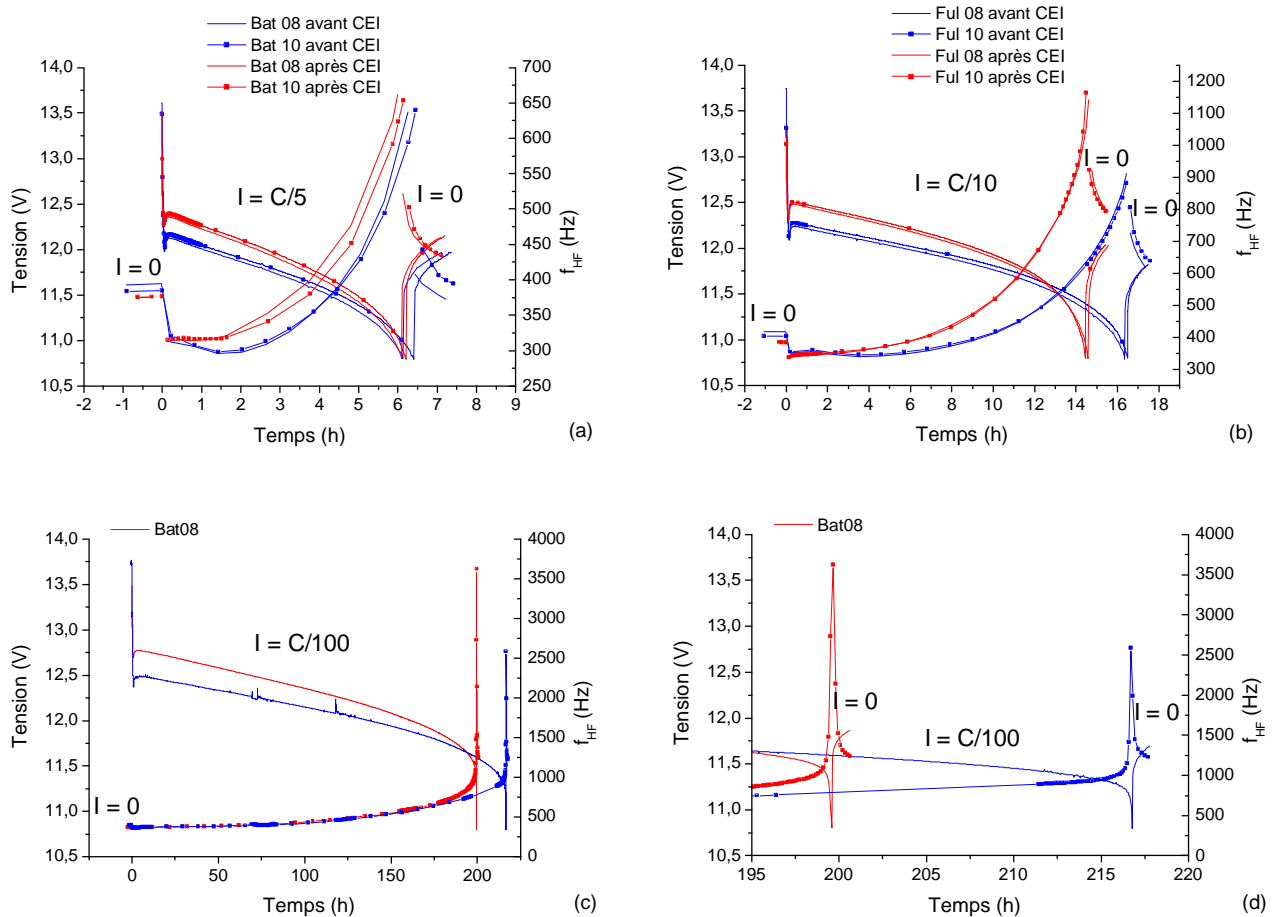 Bat 08 avant CEI
Bat 10 avant CEI
Bat 08 après CEI
Bat 10 après CEI
14,0
13,5
13,0
12,5
12,0
11,5
11,0
10,5
Tension (V)
700
650
600
550
500
450
400
350
300
250
f_HF (Hz)
I = C/5
I = 0
I = 0
-2 -1 0 1 2 3 4 5 6 7 8 9
Temps (h)
(a)
Ful 08 avant CEI
Ful 10 avant CEI
Ful 08 après CEI
Ful 10 après CEI
14,0
13,5
13,0
12,5
12,0
11,5
11,0
10,5
Tension (V)
1200
1100
1000
900
800
700
600
500
400
300
f_HF (Hz)
I = C/10
I = 0
I = 0
I = 0
-2 0 2 4 6 8 10 12 14 16 18
Temps (h)
(b)
Bat08
14,0
13,5
13,0
12,5
12,0
11,5
11,0
10,5
Tension (V)
4000
3500
3000
2500
2000
1500
1000
500
0
f_HF (Hz)
I = C/100
I = 0
0 50 100 150 200
Temps (h)
(c)
Bat08
14,0
13,5
13,0
12,5
12,0
11,5
11,0
10,5
Tension (V)
4000
3500
3000
2500
2000
1500
1000
500
0
f_HF (Hz)
I = 0
I = 0
I = C/100
195 200 205 210 215 220
Temps (h)
(d)